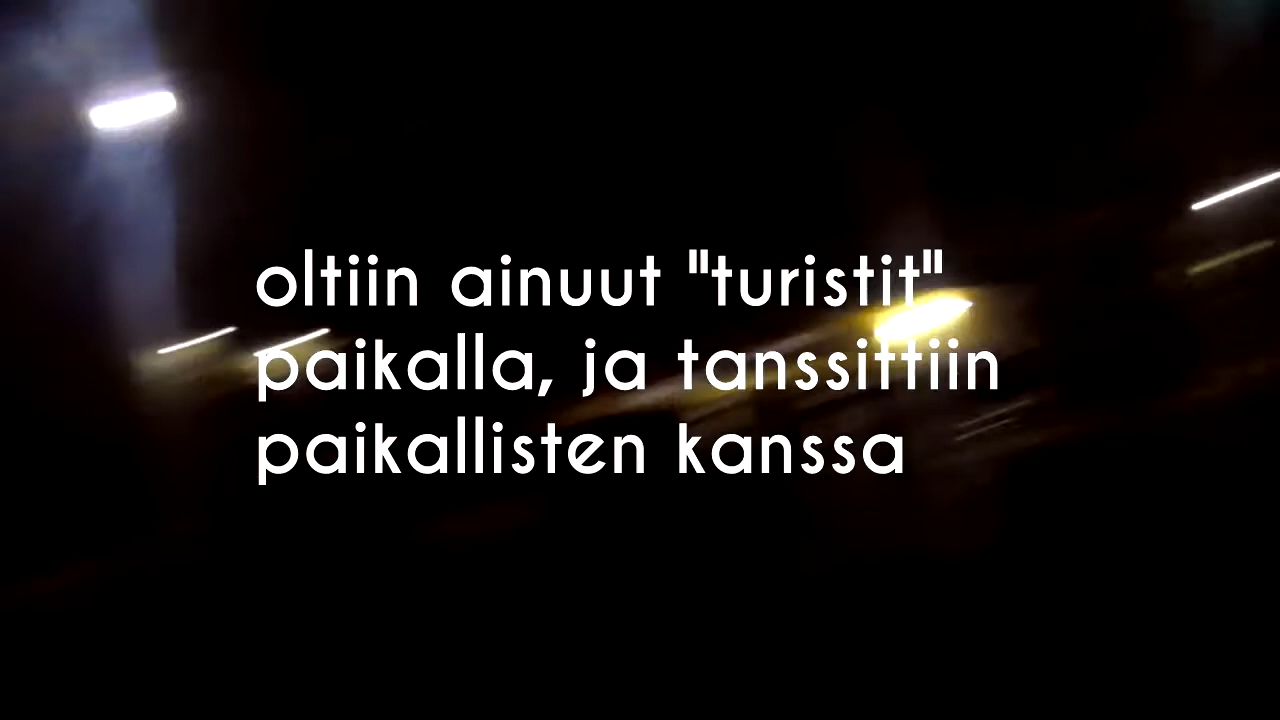 oltiin ainuut "turistit"
paikalla, ja tanssittiin
paikallisten kanssa